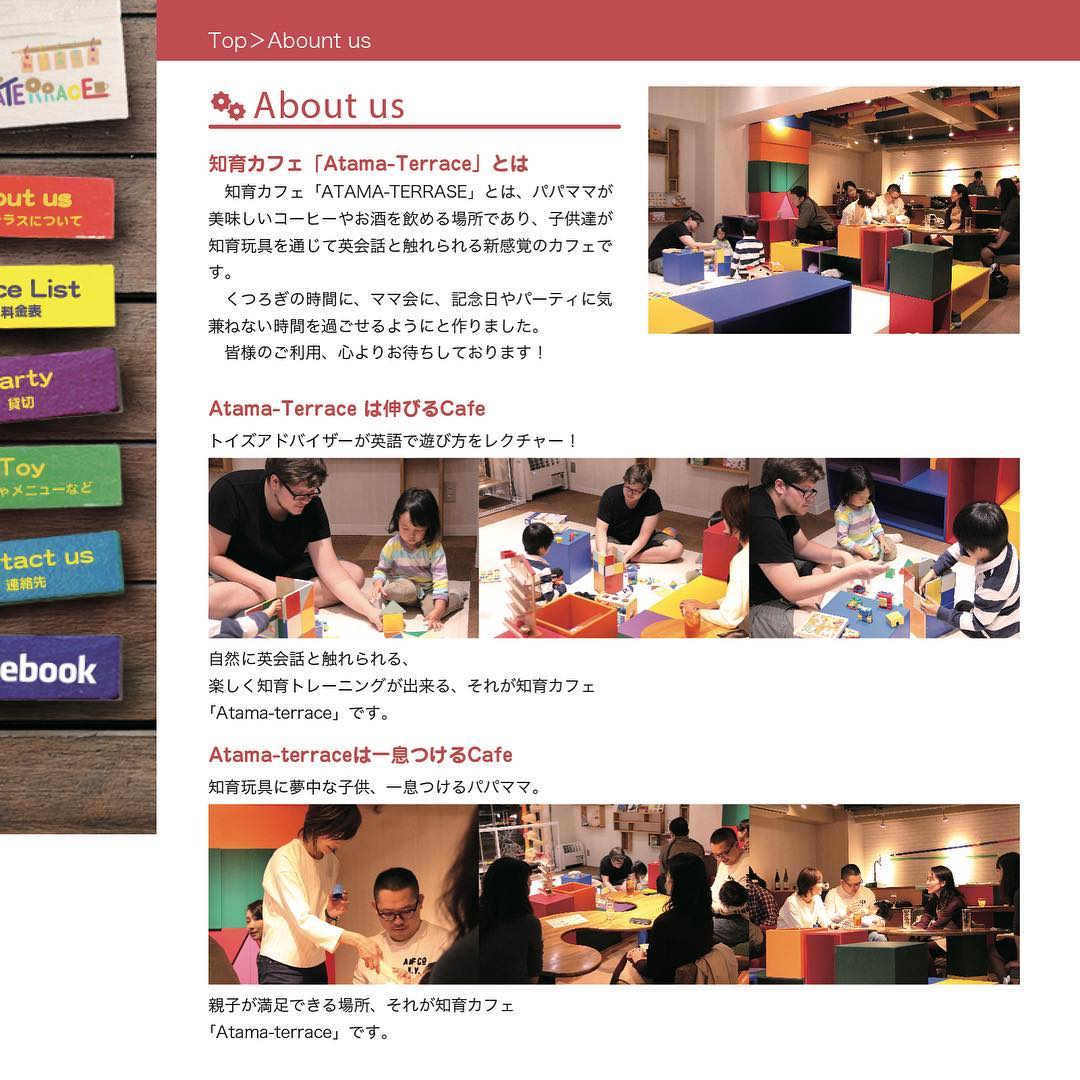 Top＞Abount us
ATERRACE
out us
テラスについて
ce List
料金表
arty
貸切
Toy
やメニューなど
tact us
連絡先
ebook
About us
知育カフェ「Atama-Terrace」とは
知育カフェ「ATAMA-TERRASE」とは、パパママが
美味しいコーヒーやお酒を飲める場所であり、子供達が
知育玩具を通じて英会話と触れられる新感覚のカフェで
す。
くつろぎの時間に、ママ会に、記念日やパーティに気
兼ねない時間を過ごせるようにと作りました。
皆様のご利用、心よりお待ちしております！
Atama-Terrace は伸びるCafe
トイズアドバイザーが英語で遊び方をレクチャー！
自然に英会話と触れられる、
楽しく知育トレーニングが出来る、それが知育カフェ
「Atama-terrace」です。
Atama-terraceは一息つけるCafe
知育玩具に夢中な子供、一息つけるパパママ。
A&F CO
N.Y.
親子が満足できる場所、それが知育カフェ
「Atama-terrace」です。